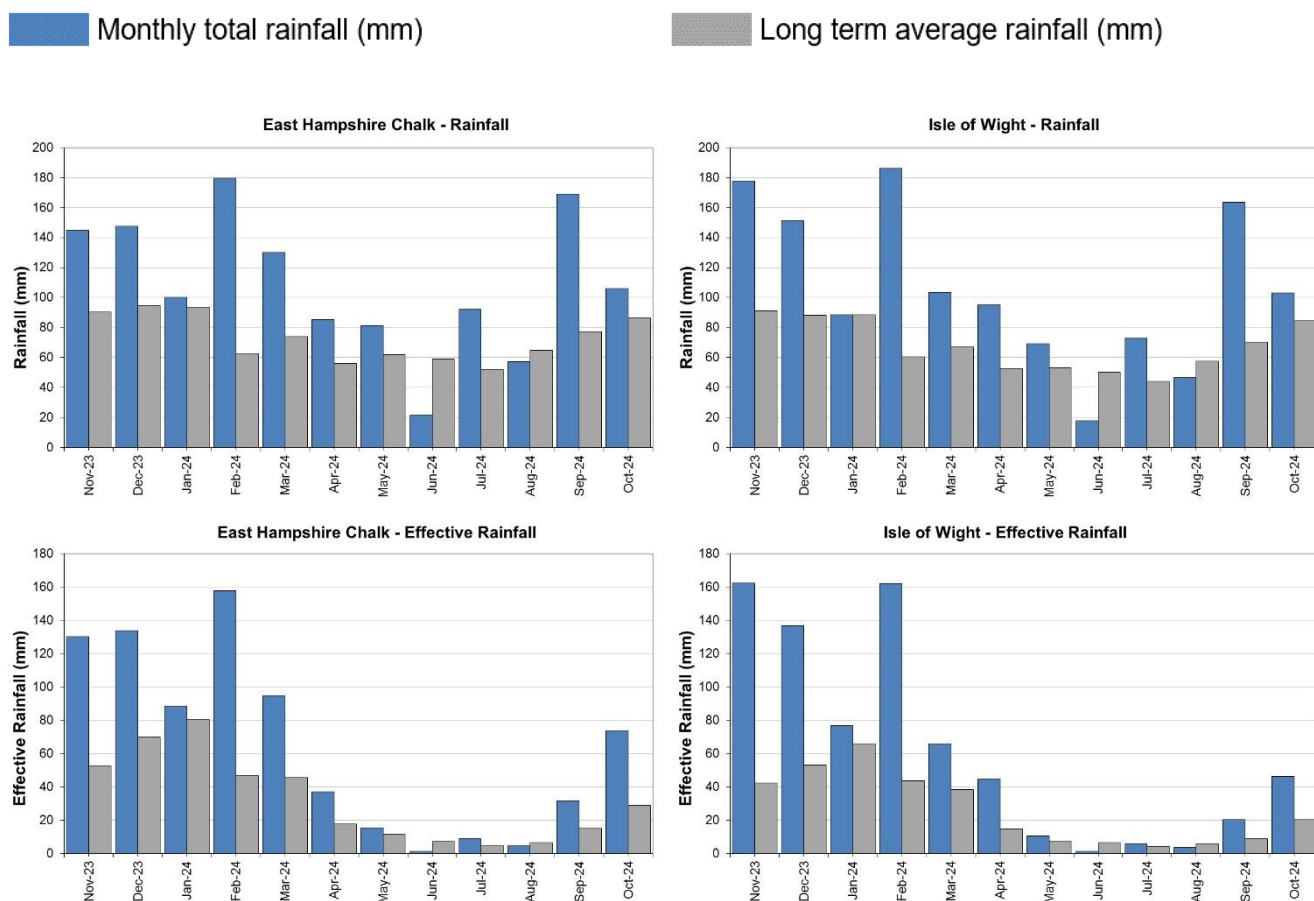 Monthly total rainfall (mm)
Long term average rainfall (mm)
East Hampshire Chalk - Rainfall
Rainfall (mm)
200
180
160
140
120
100
80
60
40
20
0
Nov-23
Dec-23
Jan-24
Feb-24
Mar-24
Apr-24
May-24
Jun-24
Jul-24
Aug-24
Sep-24
Oct-24
Isle of Wight - Rainfall
Rainfall (mm)
200
180
160
140
120
100
80
60
40
20
0
Nov-23
Dec-23
Jan-24
Feb-24
Mar-24
Apr-24
May-24
Jun-24
Jul-24
Aug-24
Sep-24
Oct-24
East Hampshire Chalk - Effective Rainfall
Effective Rainfall (mm)
180
160
140
120
100
80
60
40
20
0
Nov-23
Dec-23
Jan-24
Feb-24
Mar-24
Apr-24
May-24
Jun-24
Jul-24
Aug-24
Sep-24
Oct-24
Isle of Wight - Effective Rainfall
Effective Rainfall (mm)
180
160
140
120
100
80
60
40
20
0
Nov-23
Dec-23
Jan-24
Feb-24
Mar-24
Apr-24
May-24
Jun-24
Jul-24
Aug-24
Sep-24
Oct-24